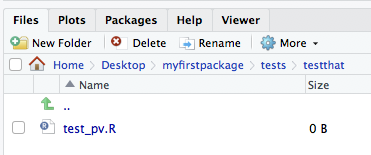 Files Plots Packages Help Viewer
New Folder Delete Rename More
Home Desktop myfirstpackage tests testthat
Name Size
..
test_pv.R 0 B